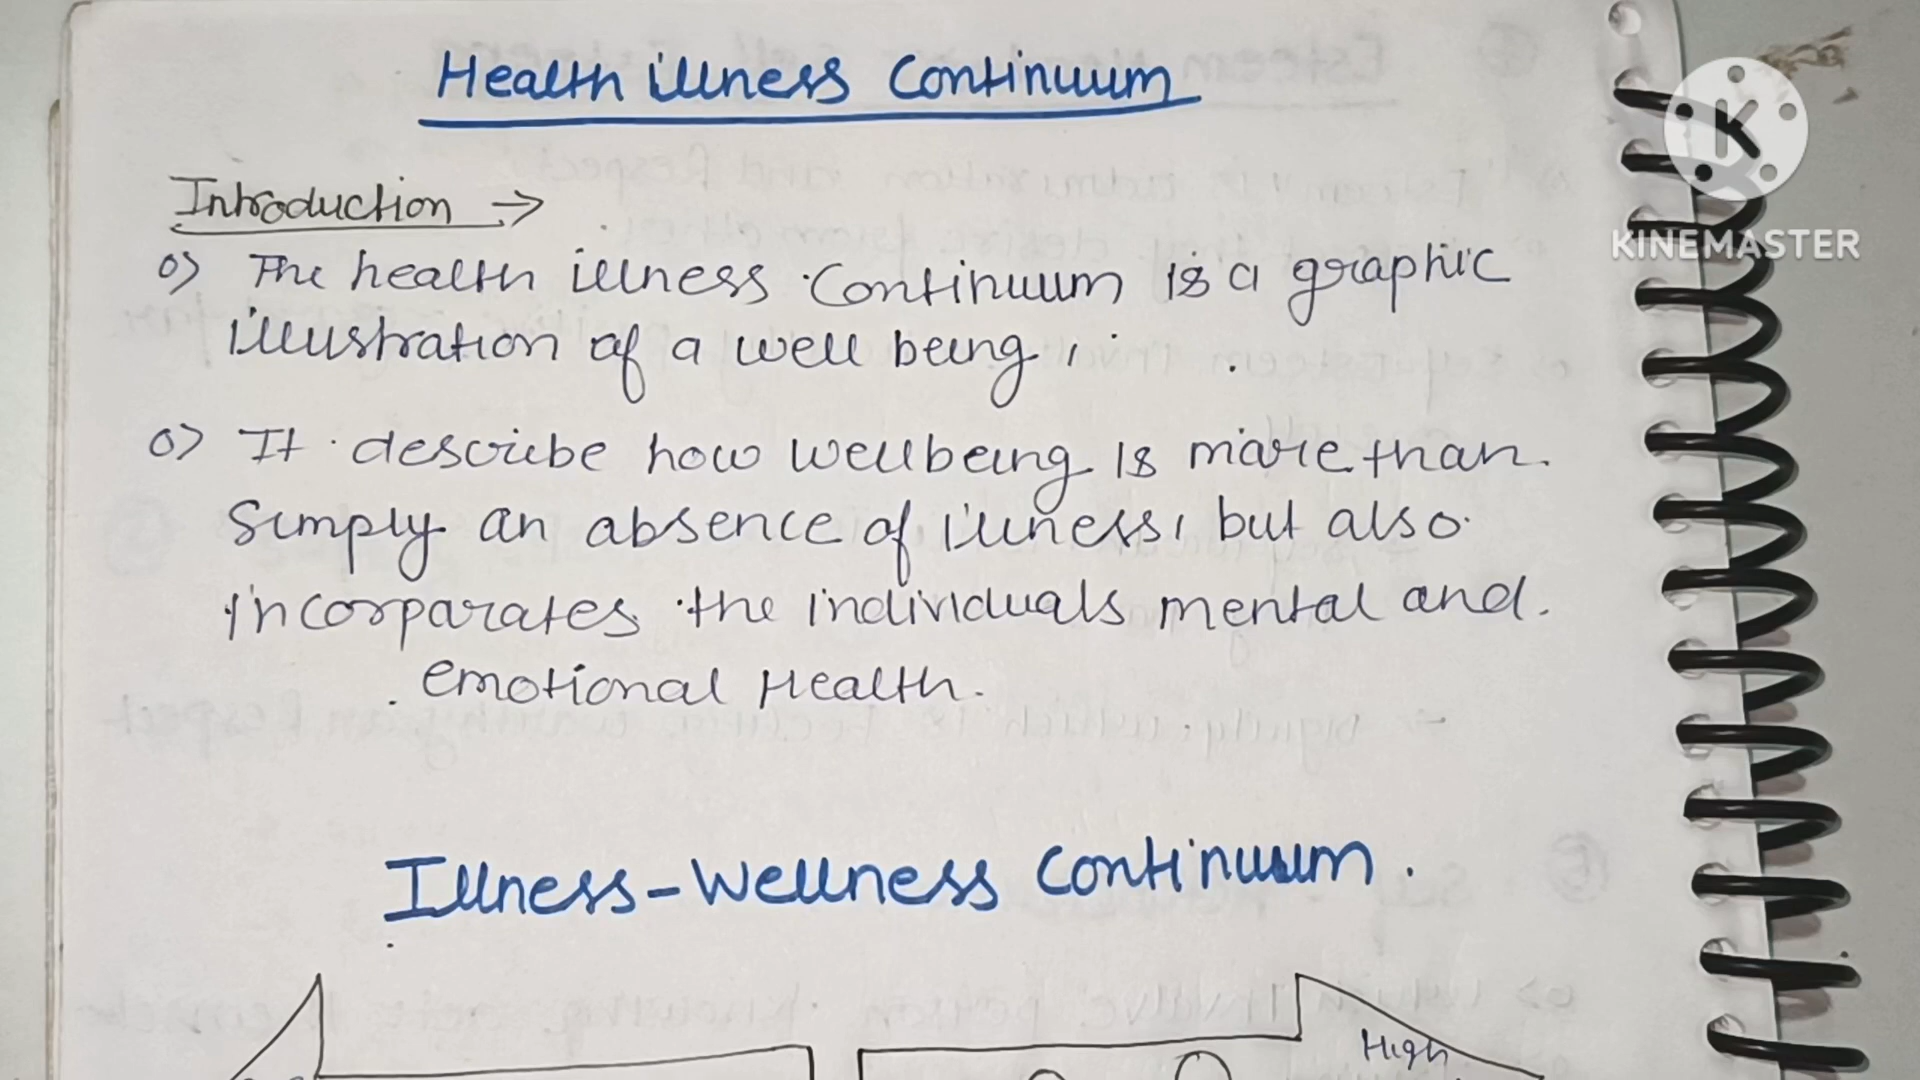 Health illness Continuum
Introduction →
o> The health illness Continuum is a graphic
illustration of a well being,
o> It describe how wellbeing is more than
Simply an absence of illness, but also
incorparates the individuals mental and
emotional Health.
Illness-Wellness Continuum.
High
K
KINEMASTER